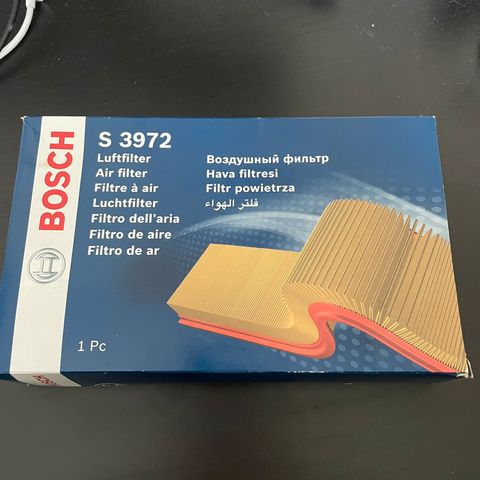 BOSCH
S 3972
Luftfilter
Air filter
Filtre à air
Luchtfilter
Filtro dell'aria
Filtro de aire
Filtro de ar
Воздушный фильтр
Hava filtresi
Filtr powietrza
فلتر الهواء
1 Pc
BOSCH